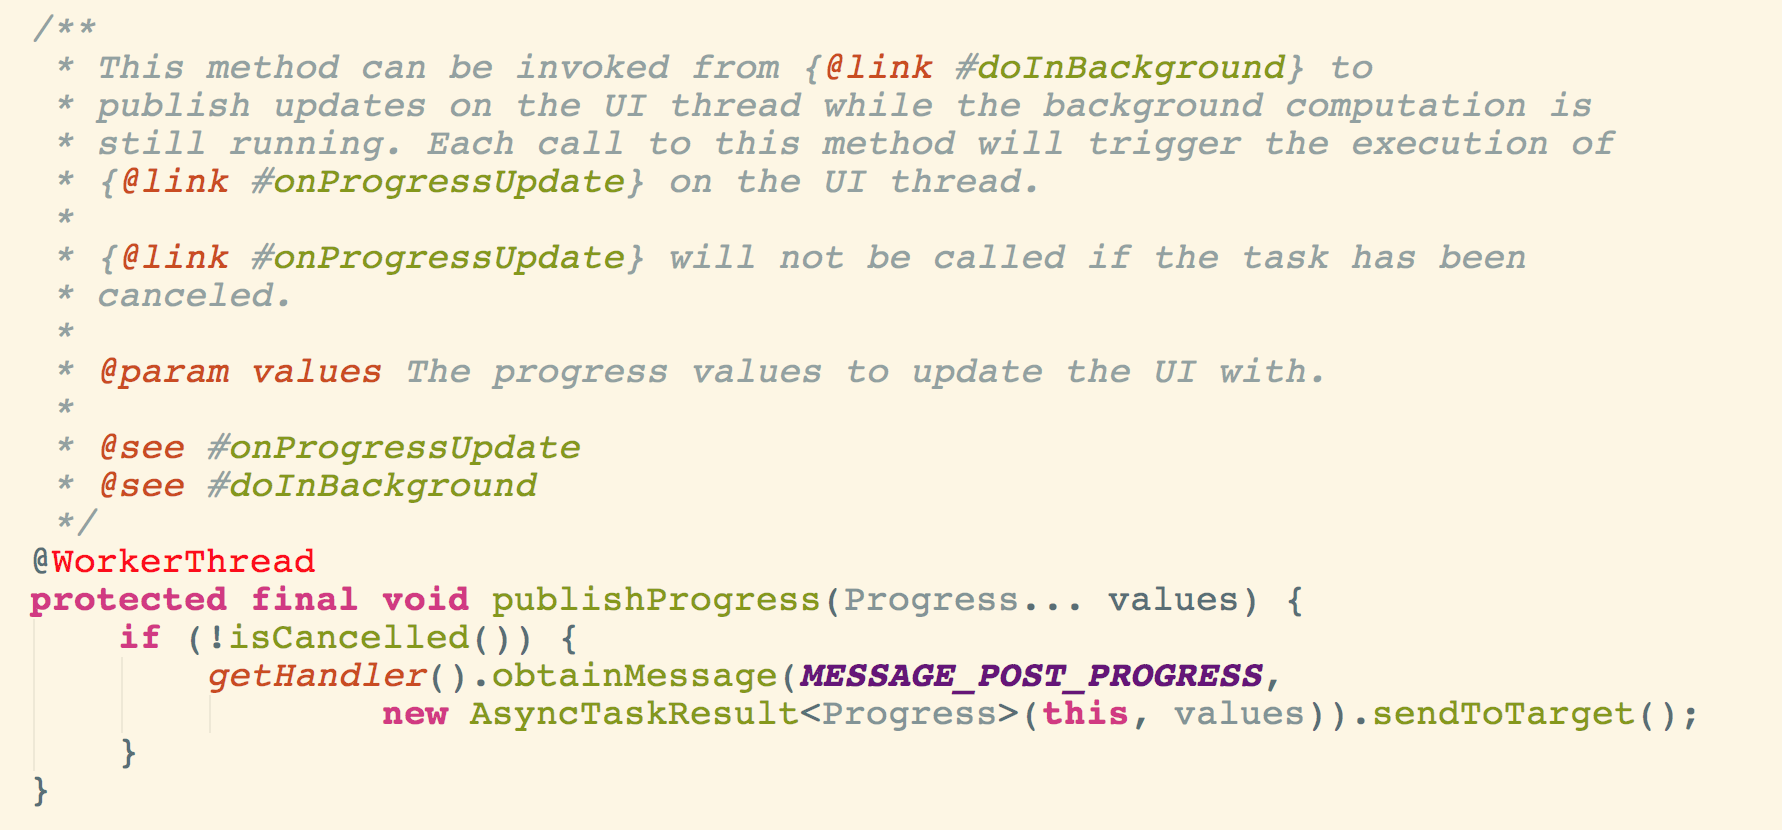 /**
 * This method can be invoked from {@link #doInBackground} to
 * publish updates on the UI thread while the background computation is
 * still running. Each call to this method will trigger the execution of
 * {@link #onProgressUpdate} on the UI thread.
 *
 * {@link #onProgressUpdate} will not be called if the task has been
 * canceled.
 *
 * @param values The progress values to update the UI with.
 *
 * @see #onProgressUpdate
 * @see #doInBackground
 */
@WorkerThread
protected final void publishProgress(Progress... values) {
    if (!isCancelled()) {
        getHandler().obtainMessage(MESSAGE_POST_PROGRESS,
                new AsyncTaskResult<Progress>(this, values)).sendToTarget();
    }
}